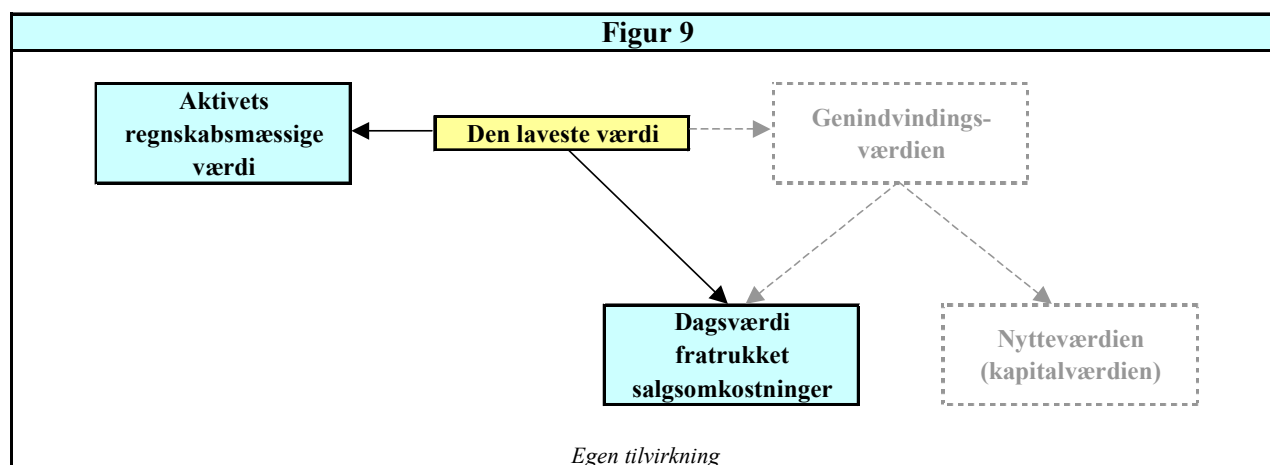 Figur 9
Aktivets
regnskabsmæssige
værdi
Den laveste værdi
Genindvindings-
værdien
Dagsværdi
fratrukket
salgsomkostninger
Nytteværdien
(kapitalværdien)
Egen tilvirkning